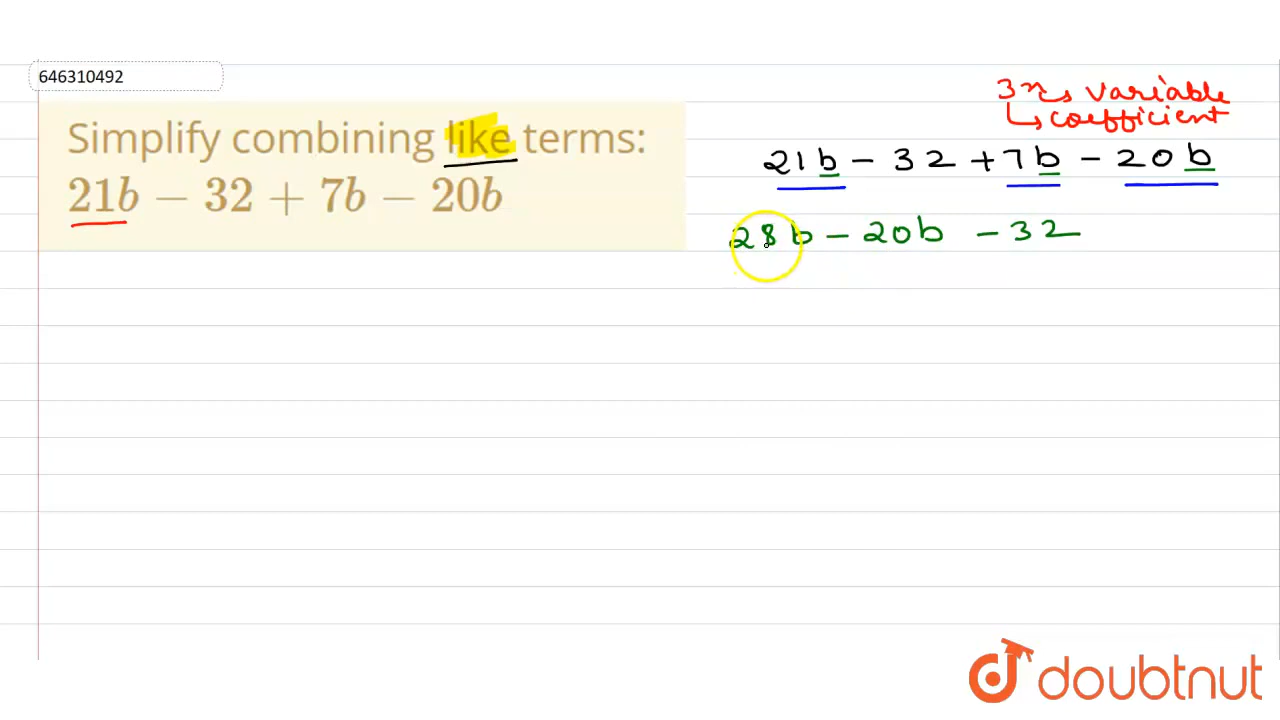 646310492
Simplify combining like terms:
21b − 32 + 7b − 20b
3x → variable
↳ coefficient
21b − 32 + 7b − 20b
28b − 20b − 32
doubtnut